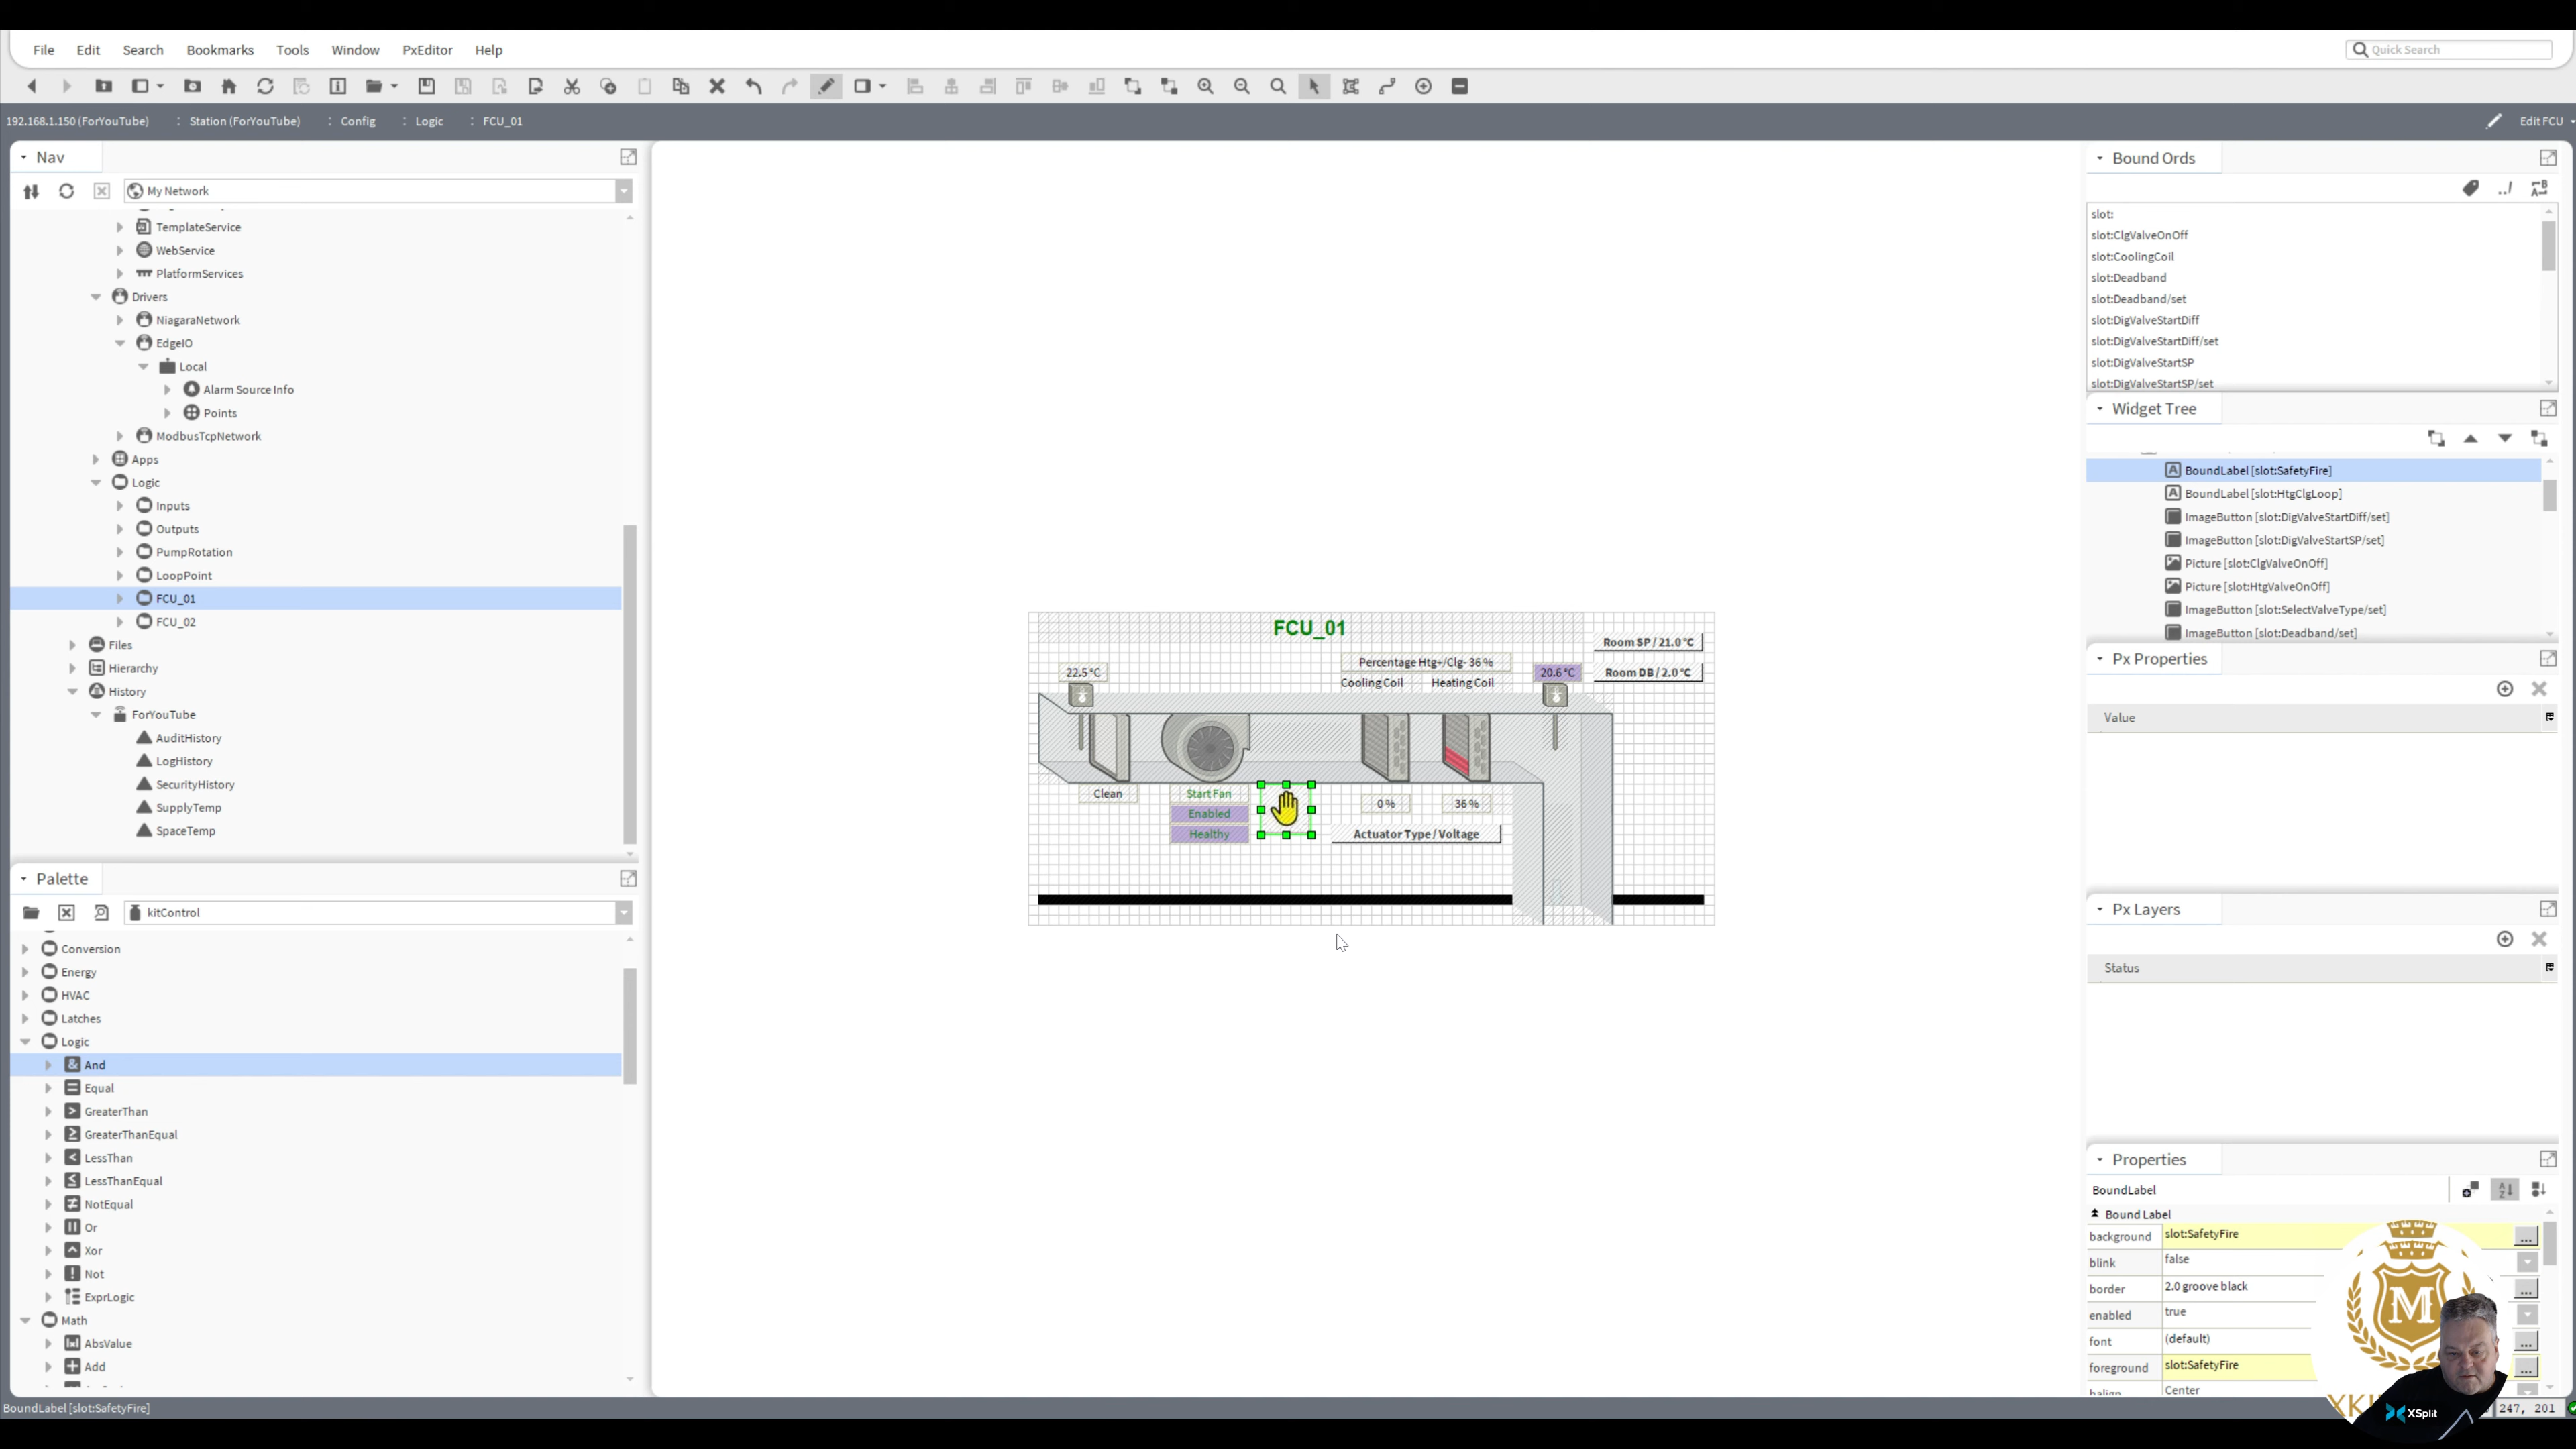 File Edit Search Bookmarks Tools Window PxEditor Help
Quick Search
192.168.1.150 (ForYouTube) : Station (ForYouTube) : Config : Logic : FCU_01
Edit FCU
Nav
My Network
TemplateService
WebService
PlatformServices
Drivers
NiagaraNetwork
EdgeIO
Local
Alarm Source Info
Points
ModbusTcpNetwork
Apps
Logic
Inputs
Outputs
PumpRotation
LoopPoint
FCU_01
FCU_02
Files
Hierarchy
History
ForYouTube
AuditHistory
LogHistory
SecurityHistory
SupplyTemp
SpaceTemp
Palette
kitControl
Conversion
Energy
HVAC
Latches
Logic
And
Equal
GreaterThan
GreaterThanEqual
LessThan
LessThanEqual
NotEqual
Or
Xor
Not
ExprLogic
Math
AbsValue
Add
BoundLabel [slot:SafetyFire]
FCU_01
Room SP / 21.0 °C
Percentage Htg+/Clg- 36 %
22.5 °C
20.6 °C
Room DB / 2.0 °C
Cooling Coil Heating Coil
Clean
Start Fan
Enabled
Healthy
0 %
36 %
Actuator Type / Voltage
Bound Ords
slot:
slot:ClgValveOnOff
slot:CoolingCoil
slot:Deadband
slot:Deadband/set
slot:DigValveStartDiff
slot:DigValveStartDiff/set
slot:DigValveStartSP
slot:DigValveStartSP/set
Widget Tree
BoundLabel [slot:SafetyFire]
BoundLabel [slot:HtgClgLoop]
ImageButton [slot:DigValveStartDiff/set]
ImageButton [slot:DigValveStartSP/set]
Picture [slot:ClgValveOnOff]
Picture [slot:HtgValveOnOff]
ImageButton [slot:SelectValveType/set]
ImageButton [slot:Deadband/set]
Px Properties
Value
Px Layers
Status
Properties
BoundLabel
Bound Label
background slot:SafetyFire
blink false
border 2.0 groove black
enabled true
font (default)
foreground slot:SafetyFire
halign Center
M
XSplit
247, 201